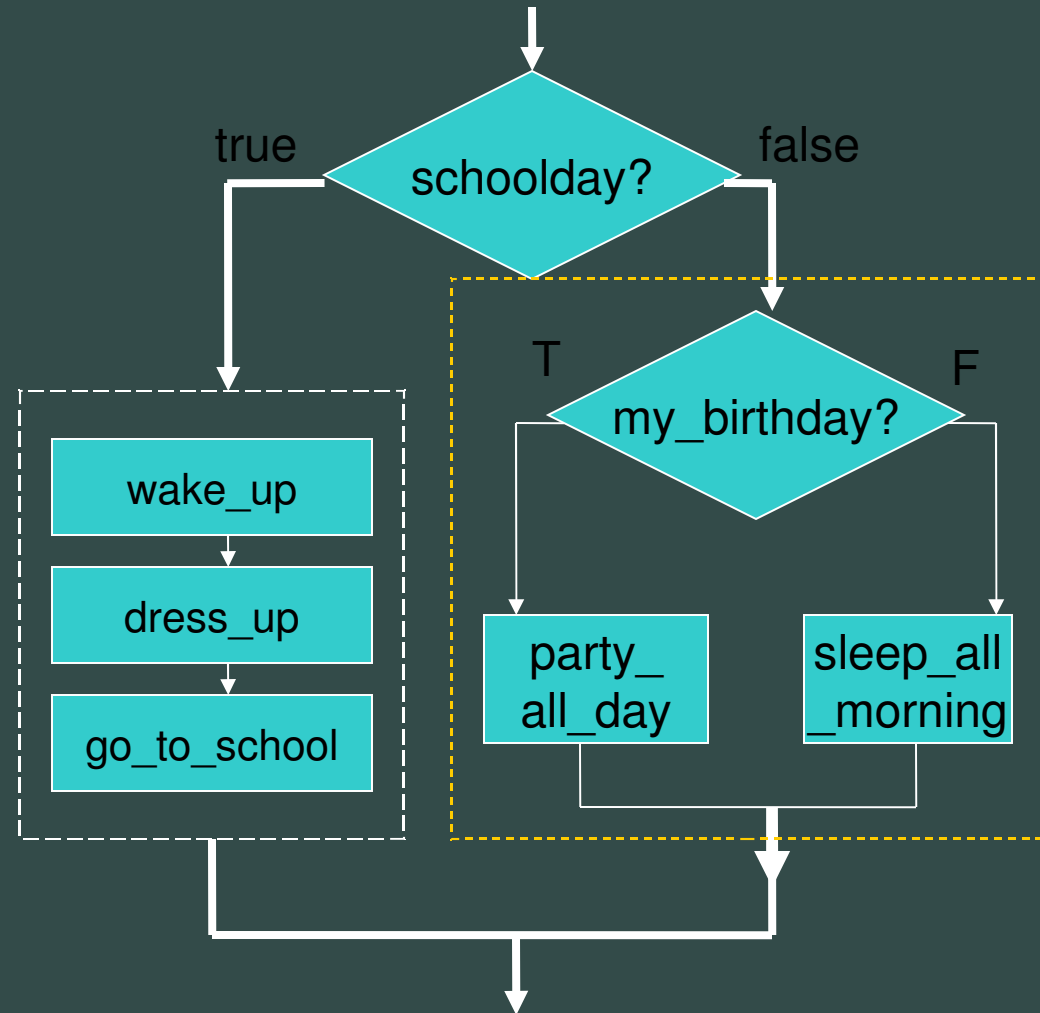 true
schoolday?
false
T
my_birthday?
F
wake_up
dress_up
go_to_school
party_
all_day
sleep_all
_morning